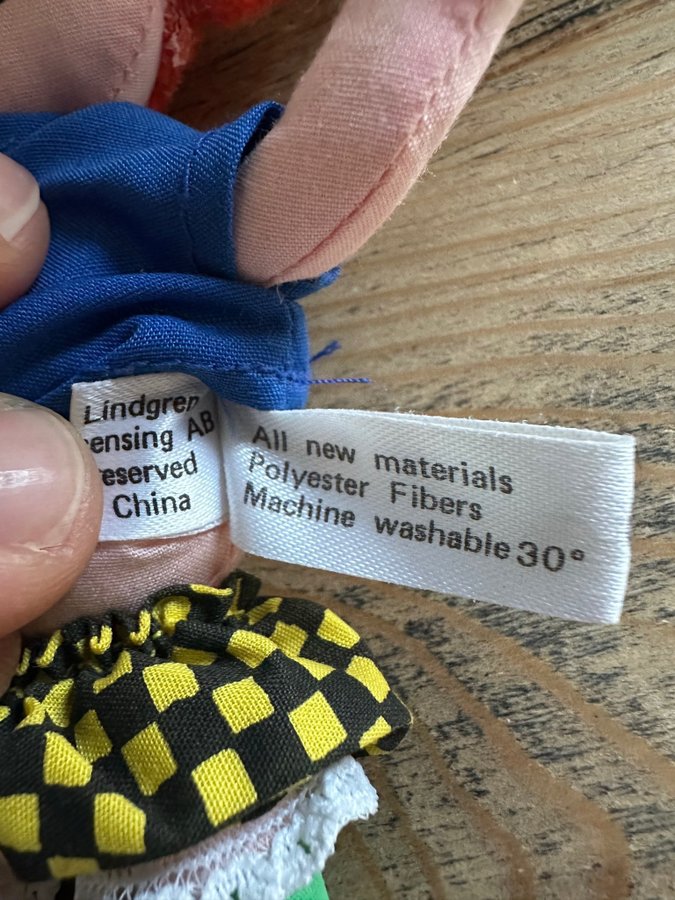 Lindgren
ensing AB
eserved
China
All new materials
Polyester Fibers
Machine washable 30°